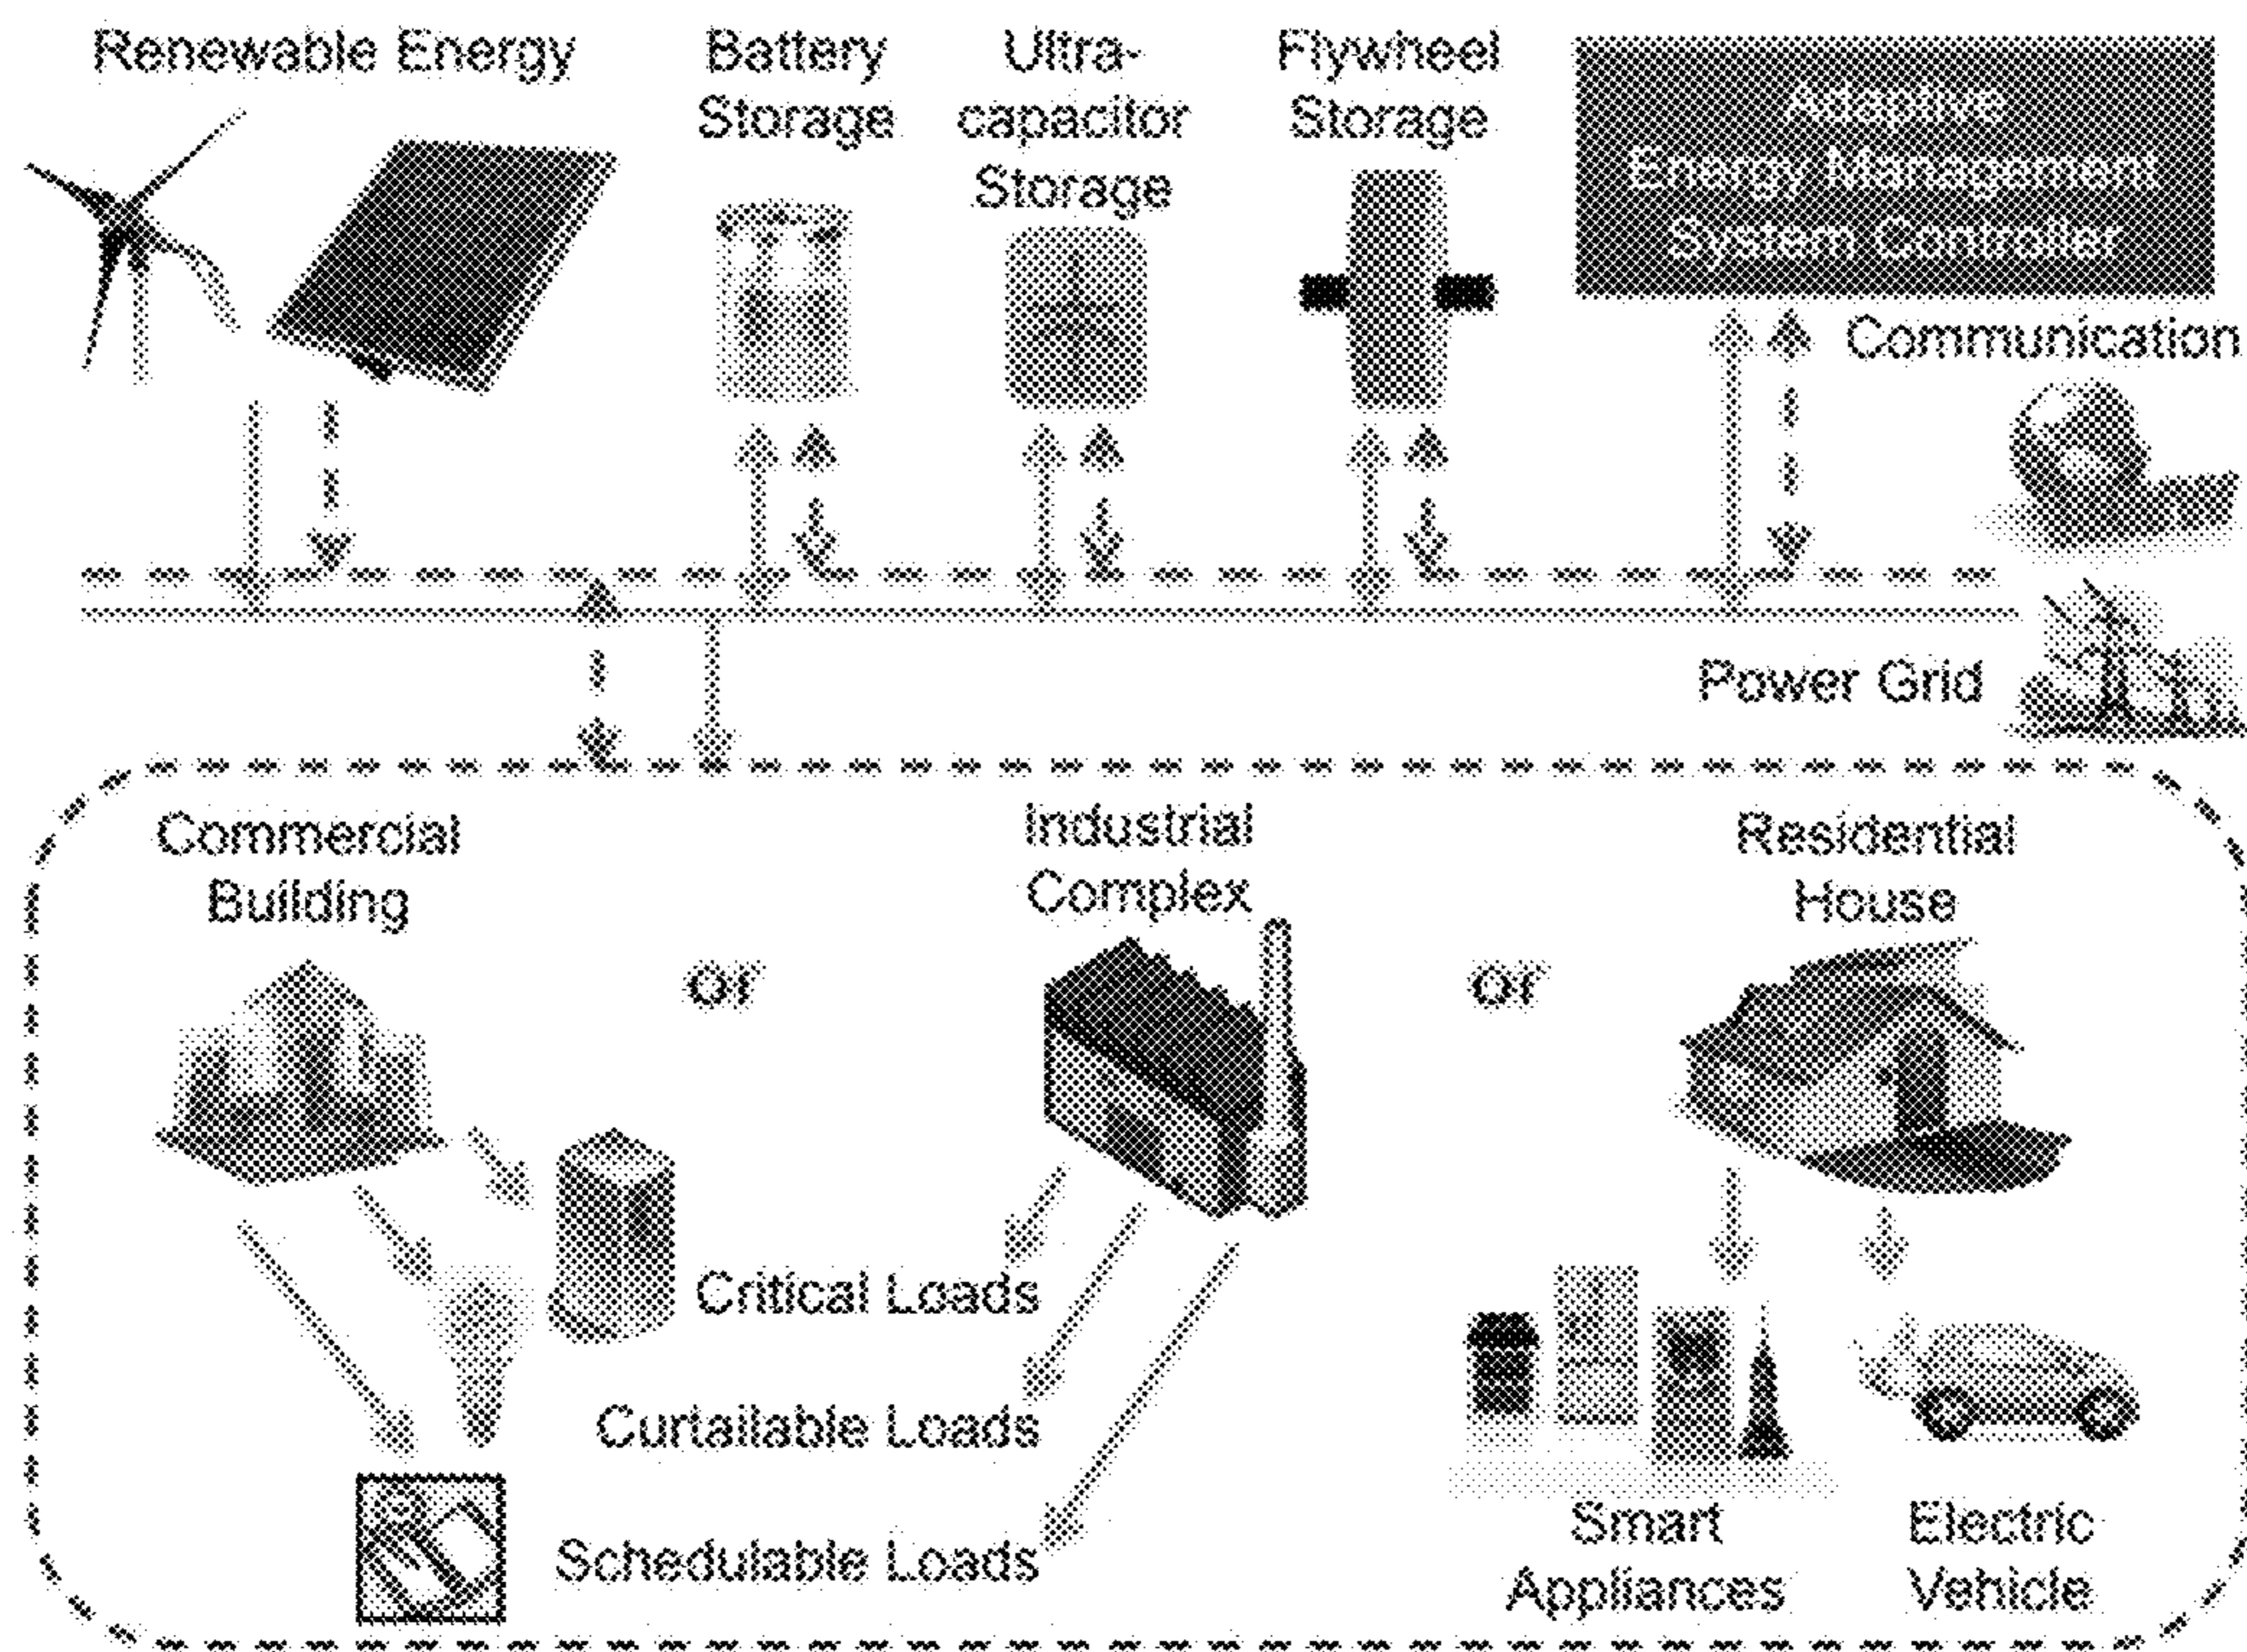 Renewable Energy
Battery
Storage
Ultra-
capacitor
Storage
Flywheel
Storage
Adaptive
Energy Management
System Controller
Communication
Power Grid
Commercial
Building
or
Industrial
Complex
or
Residential
House
Critical Loads
Curtailable Loads
Schedulable Loads
Smart
Appliances
Electric
Vehicle